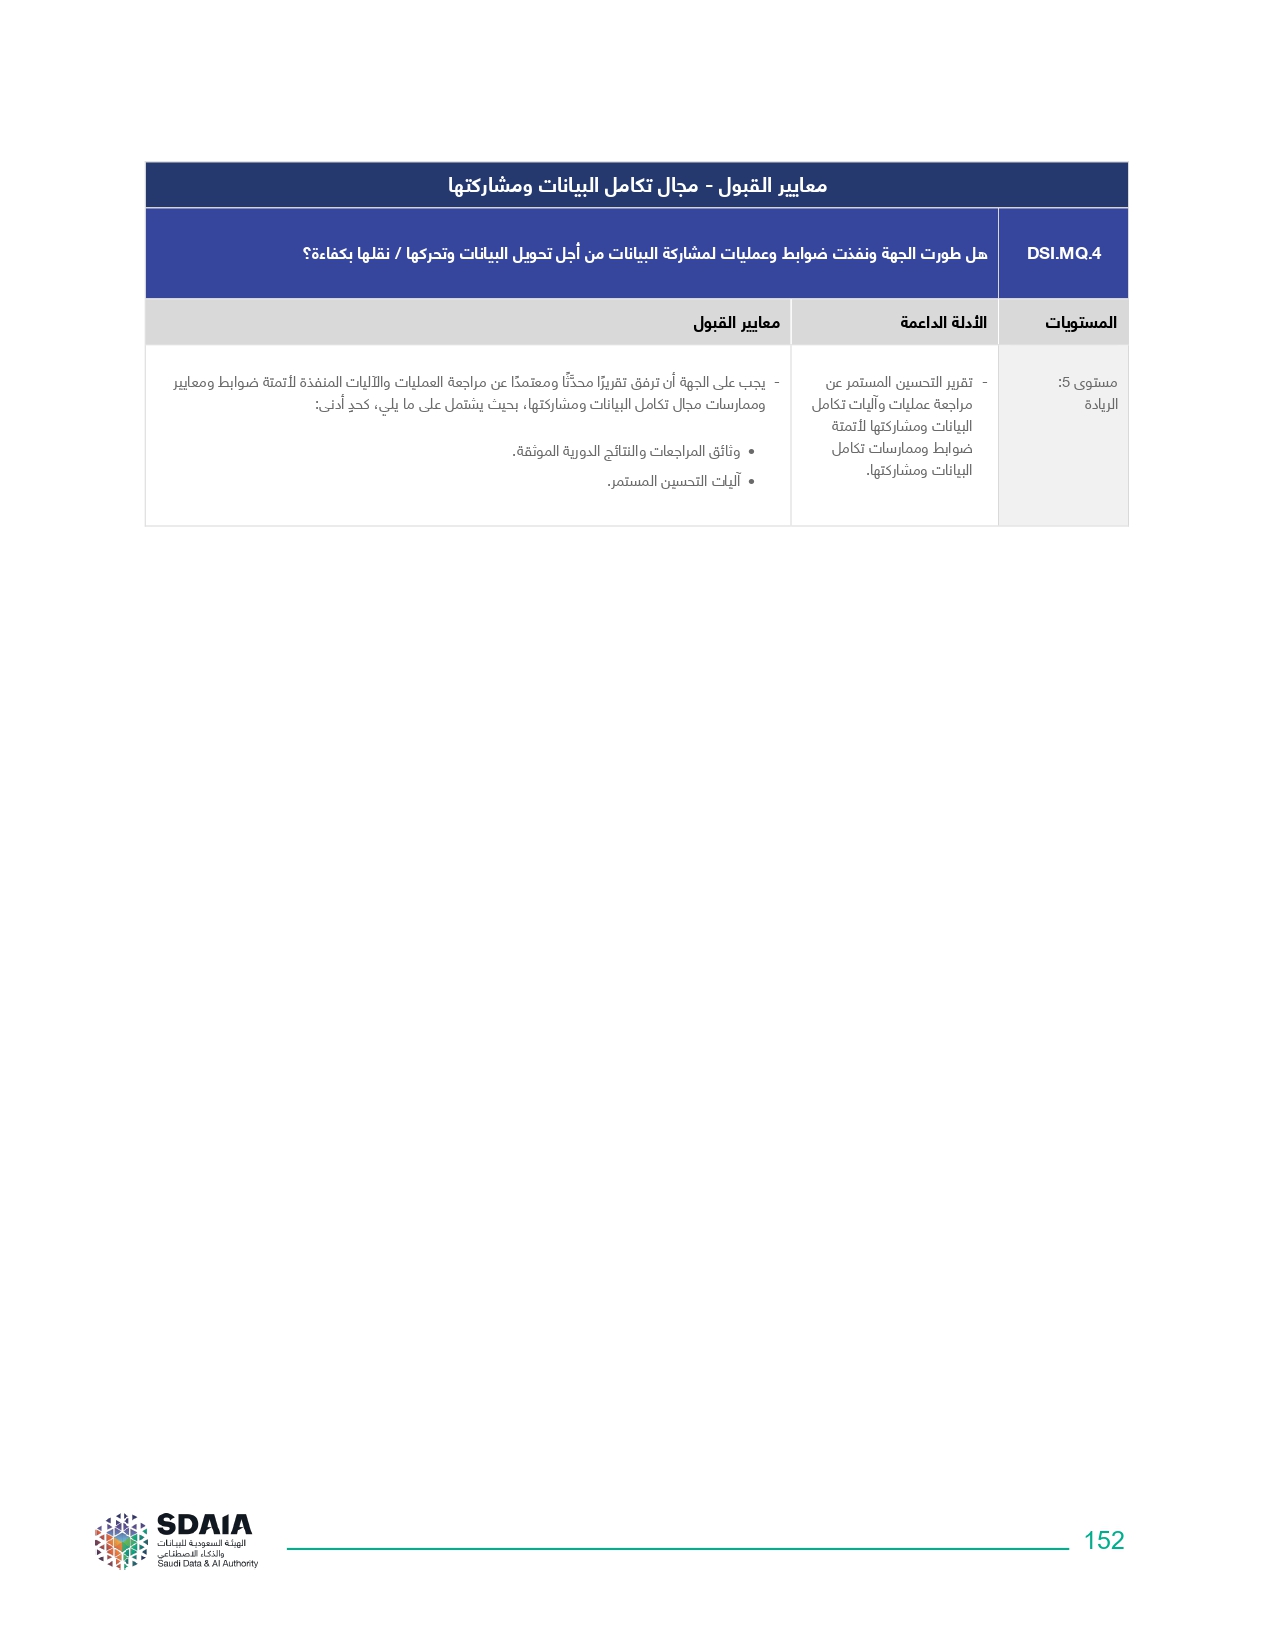 معايير القبول - مجال تكامل البيانات ومشاركتها
DSI.MQ.4
هل طورت الجهة ونفذت ضوابط وعمليات لمشاركة البيانات من أجل تحويل البيانات وتحركها / نقلها بكفاءة؟
المستويات
الأدلة الداعمة
معايير القبول
مستوى 5:
الريادة
- تقرير التحسين المستمر عن
مراجعة عمليات وآليات تكامل
البيانات ومشاركتها لأتمتة
ضوابط وممارسات تكامل
البيانات ومشاركتها.
- يجب على الجهة أن ترفق تقريرًا محدَّثًا ومعتمدًا عن مراجعة العمليات والآليات المنفذة لأتمتة ضوابط ومعايير
وممارسات مجال تكامل البيانات ومشاركتها، بحيث يشتمل على ما يلي، كحدٍ أدنى:
• وثائق المراجعات والنتائج الدورية الموثقة.
• آليات التحسين المستمر.
SDAIA
الهيئة السعودية للبيانات
والذكاء الاصطناعي
Saudi Data & AI Authority
152